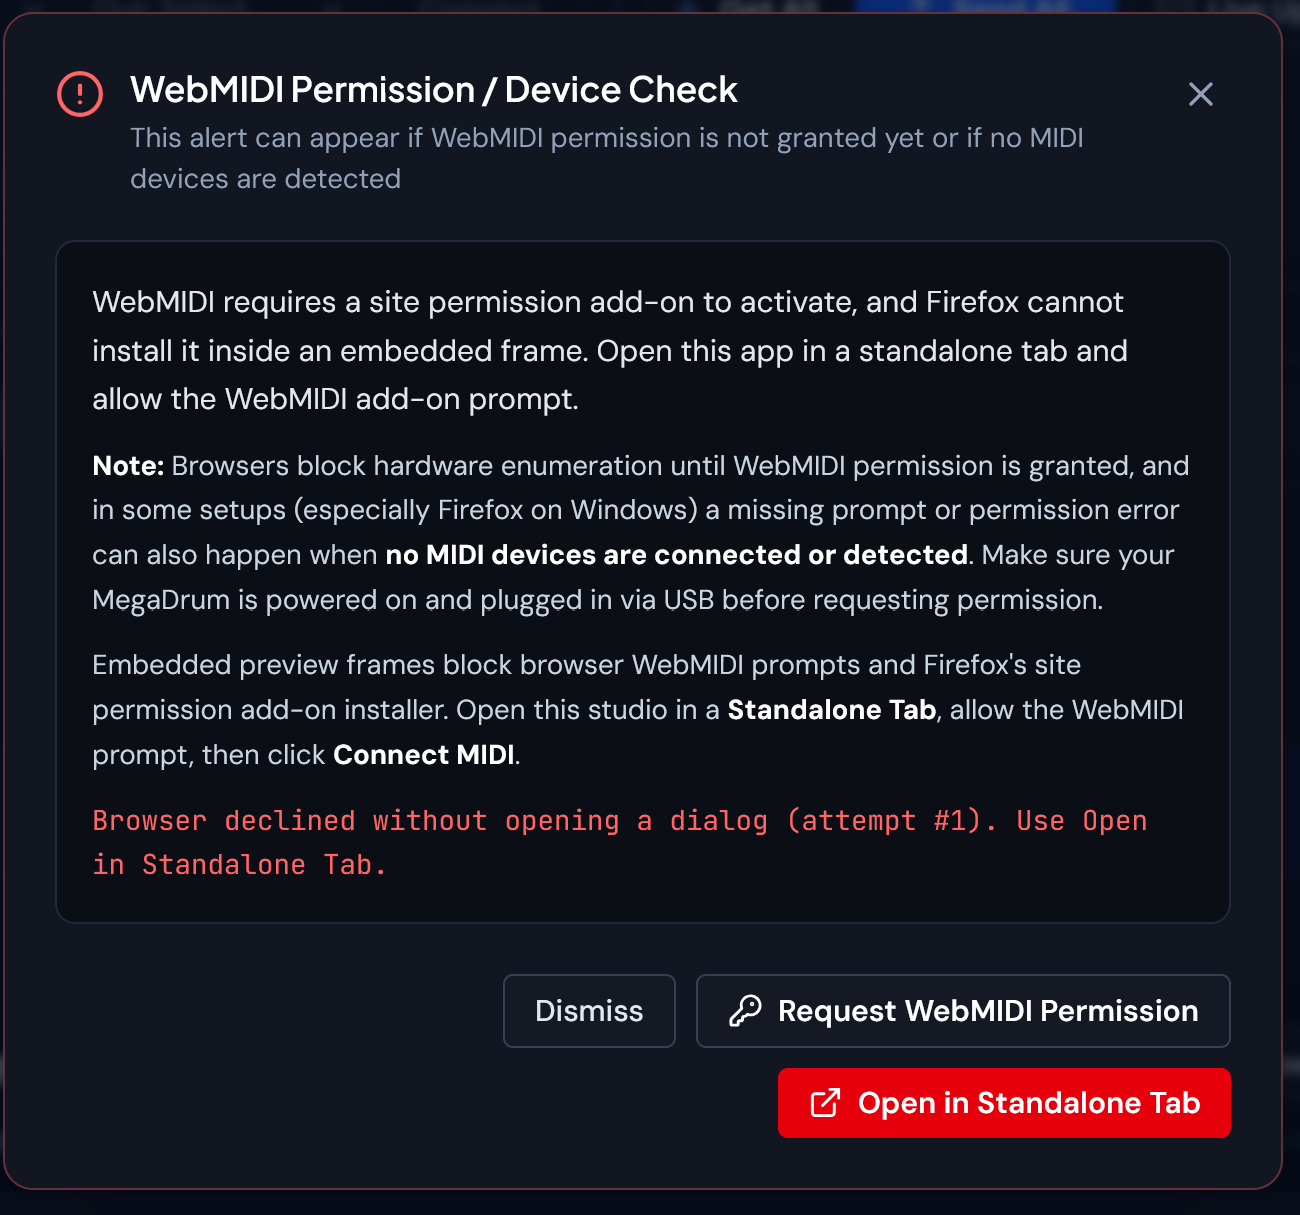 WebMIDI Permission / Device Check
This alert can appear if WebMIDI permission is not granted yet or if no MIDI
devices are detected
WebMIDI requires a site permission add-on to activate, and Firefox cannot
install it inside an embedded frame. Open this app in a standalone tab and
allow the WebMIDI add-on prompt.
Note: Browsers block hardware enumeration until WebMIDI permission is granted, and
in some setups (especially Firefox on Windows) a missing prompt or permission error
can also happen when no MIDI devices are connected or detected. Make sure your
MegaDrum is powered on and plugged in via USB before requesting permission.
Embedded preview frames block browser WebMIDI prompts and Firefox's site
permission add-on installer. Open this studio in a Standalone Tab, allow the WebMIDI
prompt, then click Connect MIDI.
Browser declined without opening a dialog (attempt #1). Use Open
in Standalone Tab.
Dismiss
Request WebMIDI Permission
Open in Standalone Tab